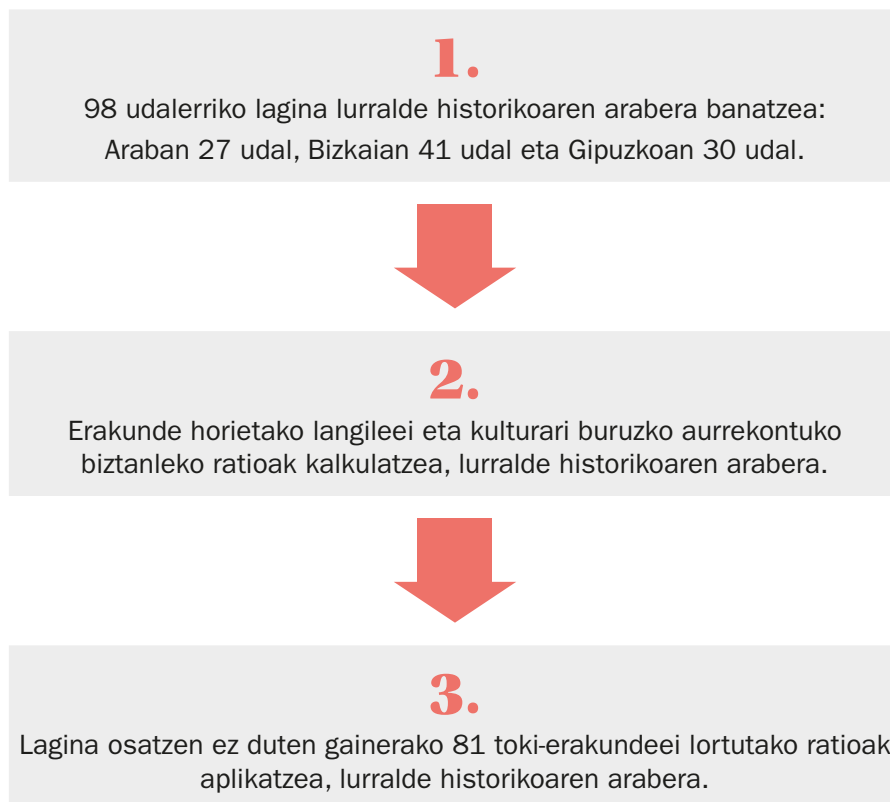 1.
98 udalerriko lagina lurralde historikoaren arabera banatzea:
Araban 27 udal, Bizkaian 41 udal eta Gipuzkoan 30 udal.
2.
Erakunde horietako langileei eta kulturari buruzko aurrekontuko
biztanleko ratioak kalkulatzea, lurralde historikoaren arabera.
3.
Lagina osatzen ez duten gainerako 81 toki-erakundeei lortutako ratioak
aplikatzea, lurralde historikoaren arabera.